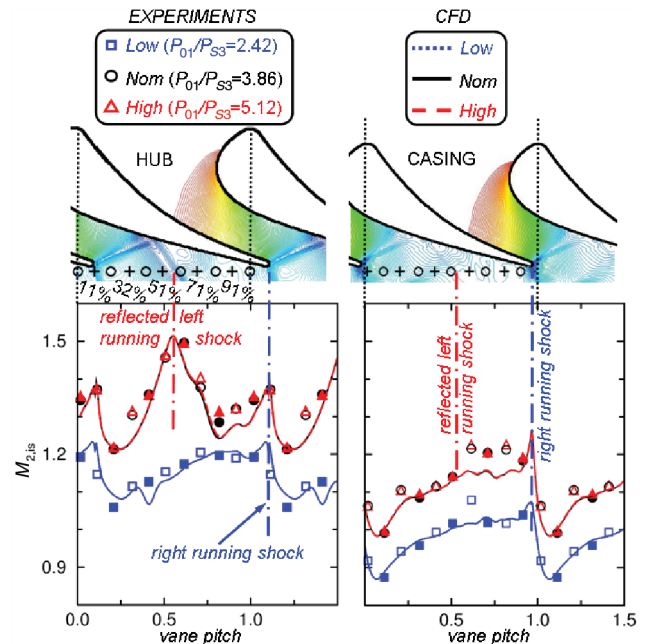 EXPERIMENTS
CFD
Low (P01/PS3=2.42)
Nom (P01/PS3=3.86)
High (P01/PS3=5.12)
Low
Nom
High
HUB
CASING
11% 32% 51% 71% 91%
reflected left
running shock
reflected left
running shock
right running shock
right running shock
M2,is
1.5
1.2
0.9
0.0 0.5 1.0
0.5 1.0 1.5
vane pitch
vane pitch